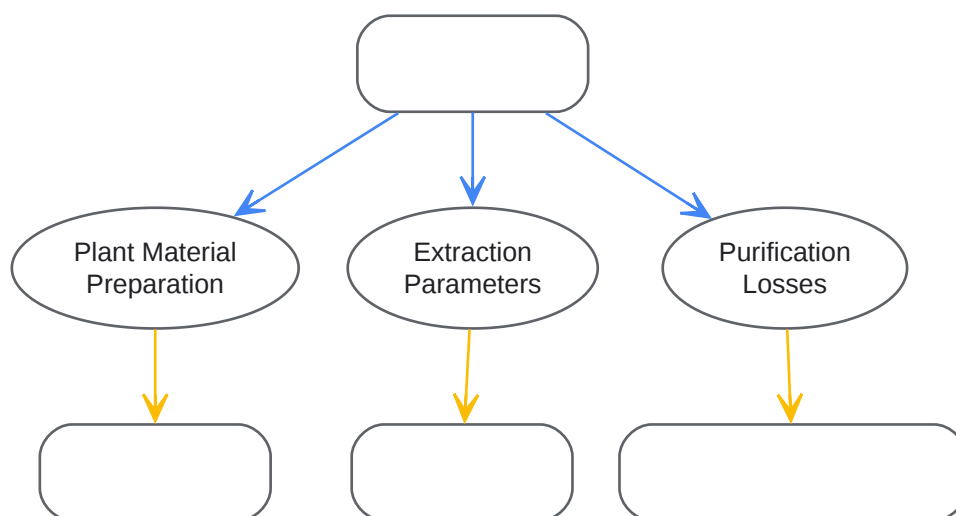 Plant Material
Preparation
Extraction
Parameters
Purification
Losses